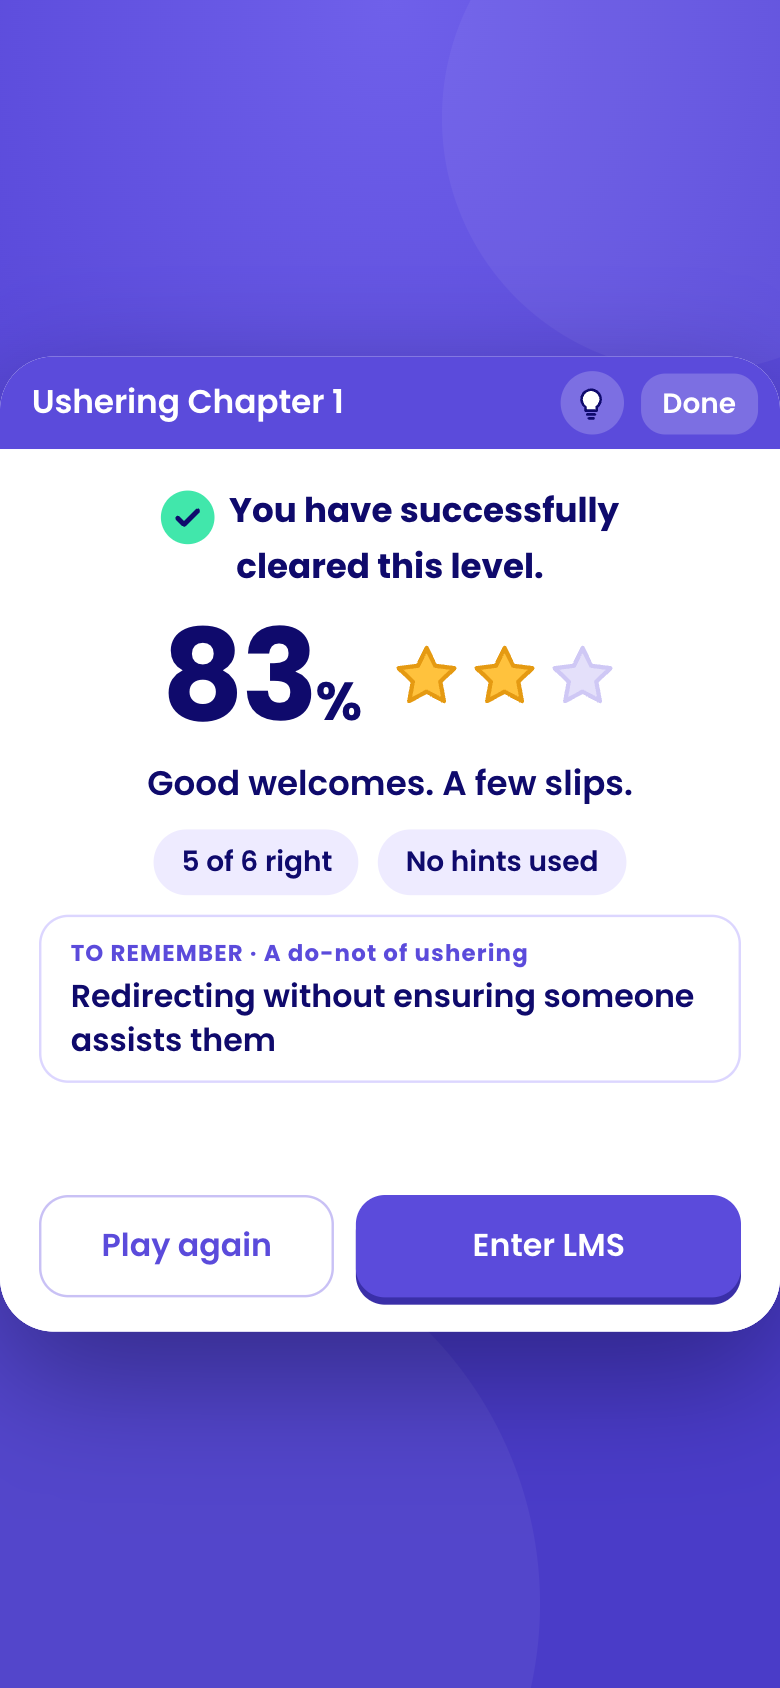 Ushering Chapter 1
Done
You have successfully
cleared this level.
83%
Good welcomes. A few slips.
5 of 6 right
No hints used
TO REMEMBER · A do-not of ushering
Redirecting without ensuring someone
assists them
Play again
Enter LMS